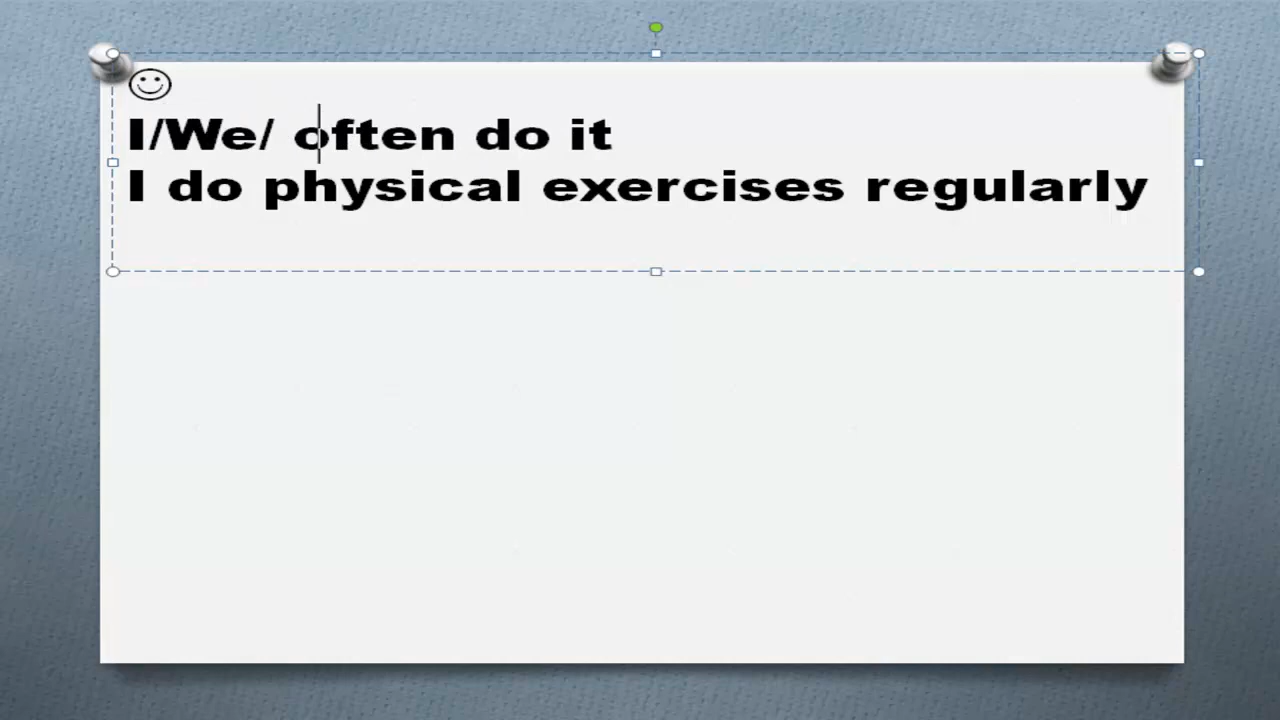 I/We/ often do it
I do physical exercises regularly